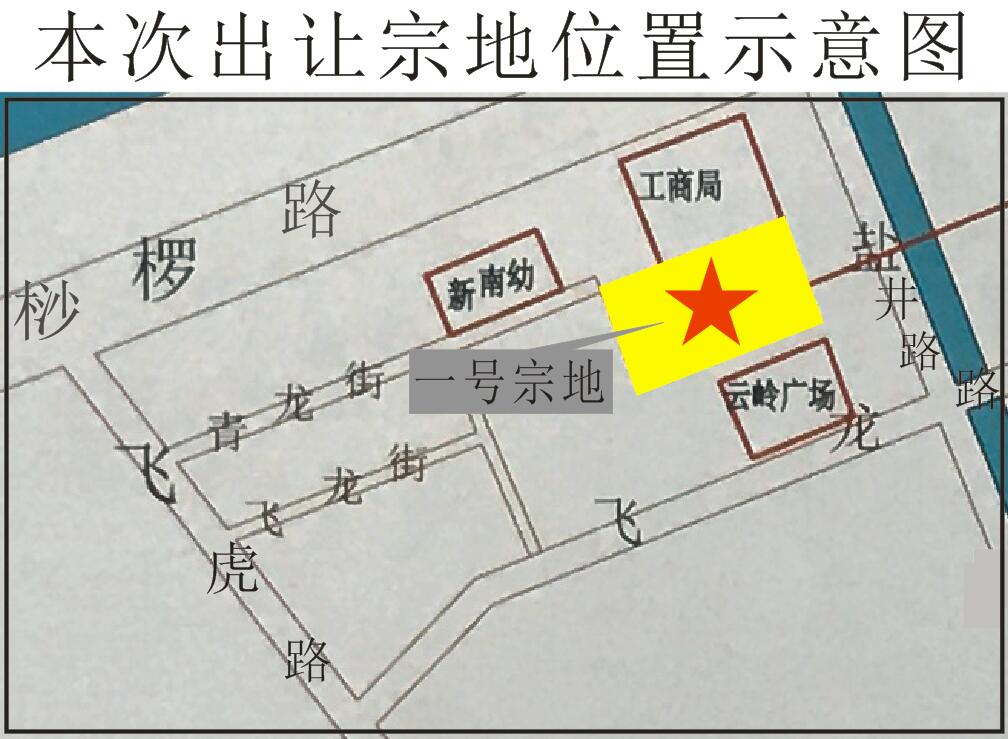 本次出让宗地位置示意图
桫椤路
工商局
新南幼
盐井路
一号宗地
青龙街
云岭广场
飞龙街
飞龙路
飞虎路